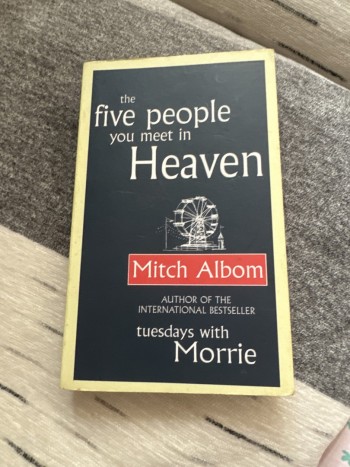 the
five people
you meet in
Heaven
Mitch Albom
AUTHOR OF THE
INTERNATIONAL BESTSELLER
tuesdays with
Morrie